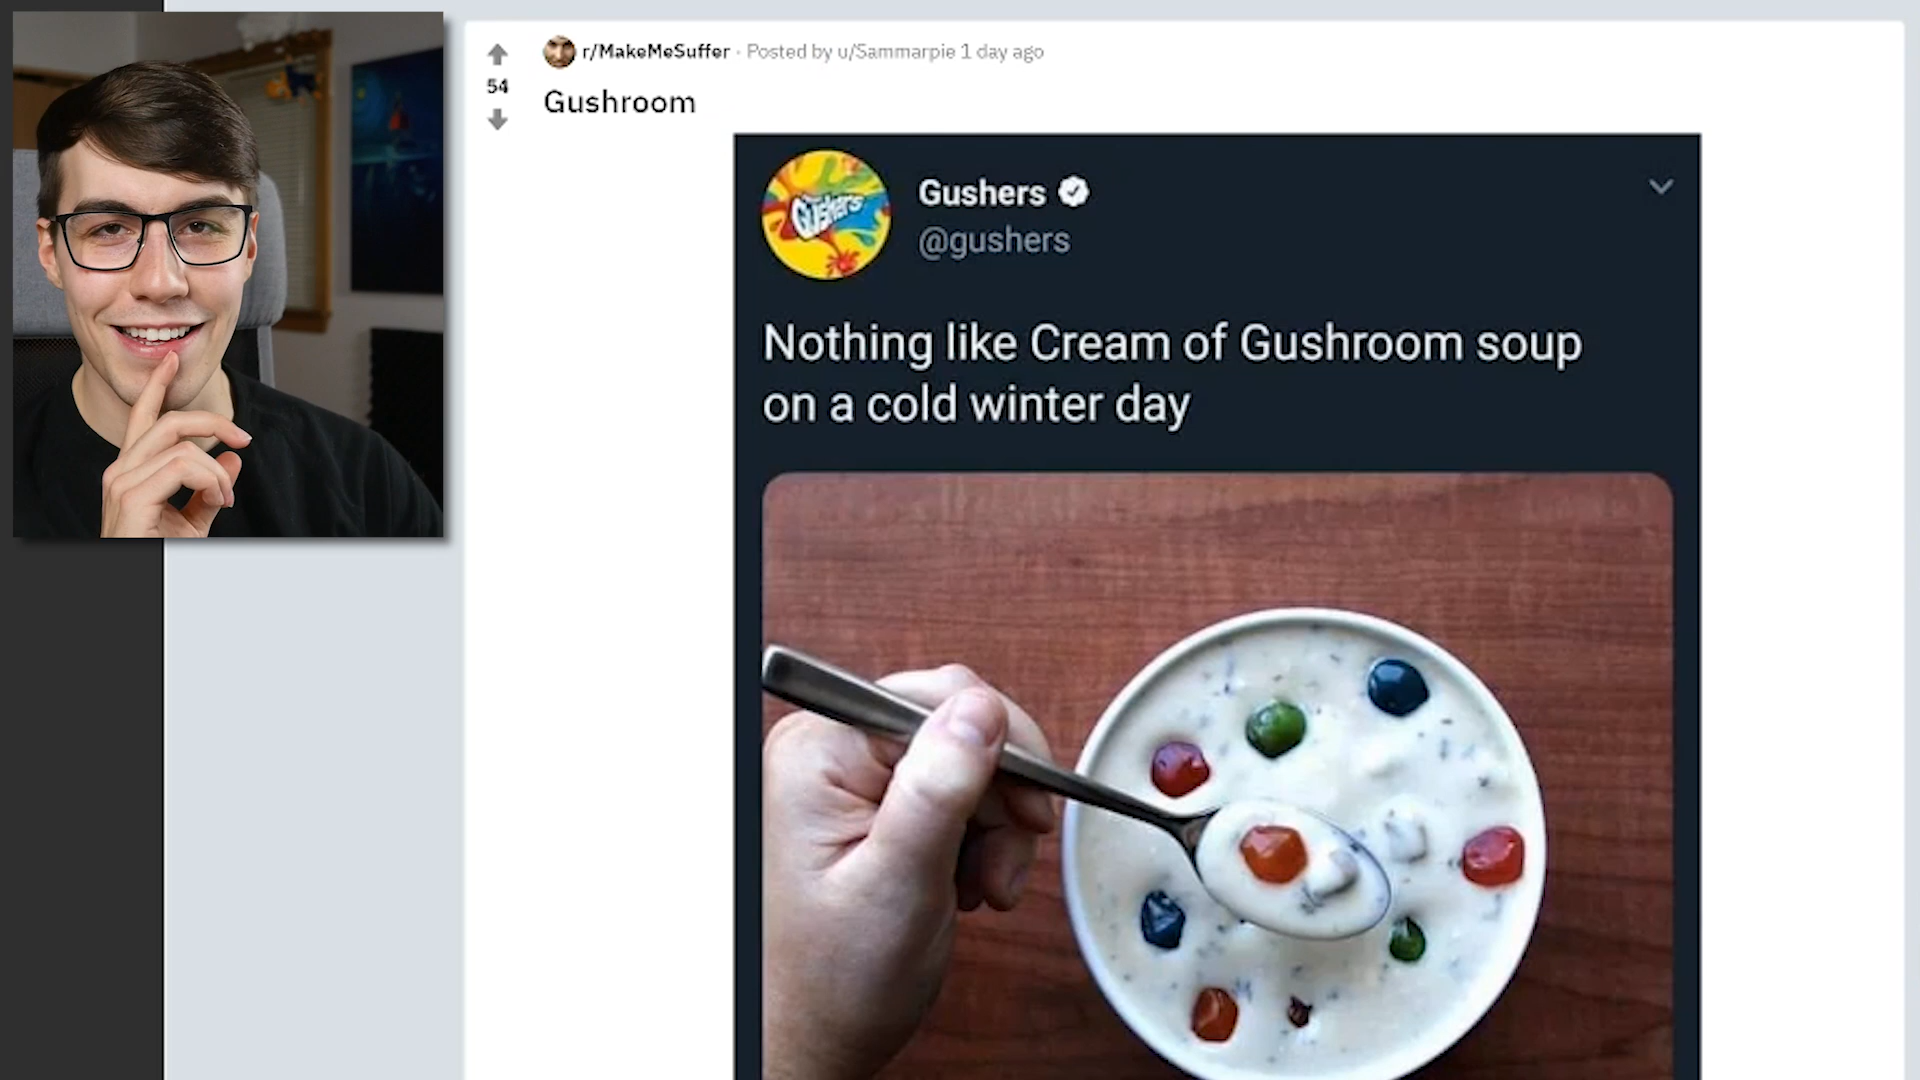 r/MakeMeSuffer · Posted by u/Sammarpie 1 day ago
54
Gushroom
Gushers
Gushers
@gushers
Nothing like Cream of Gushroom soup
on a cold winter day